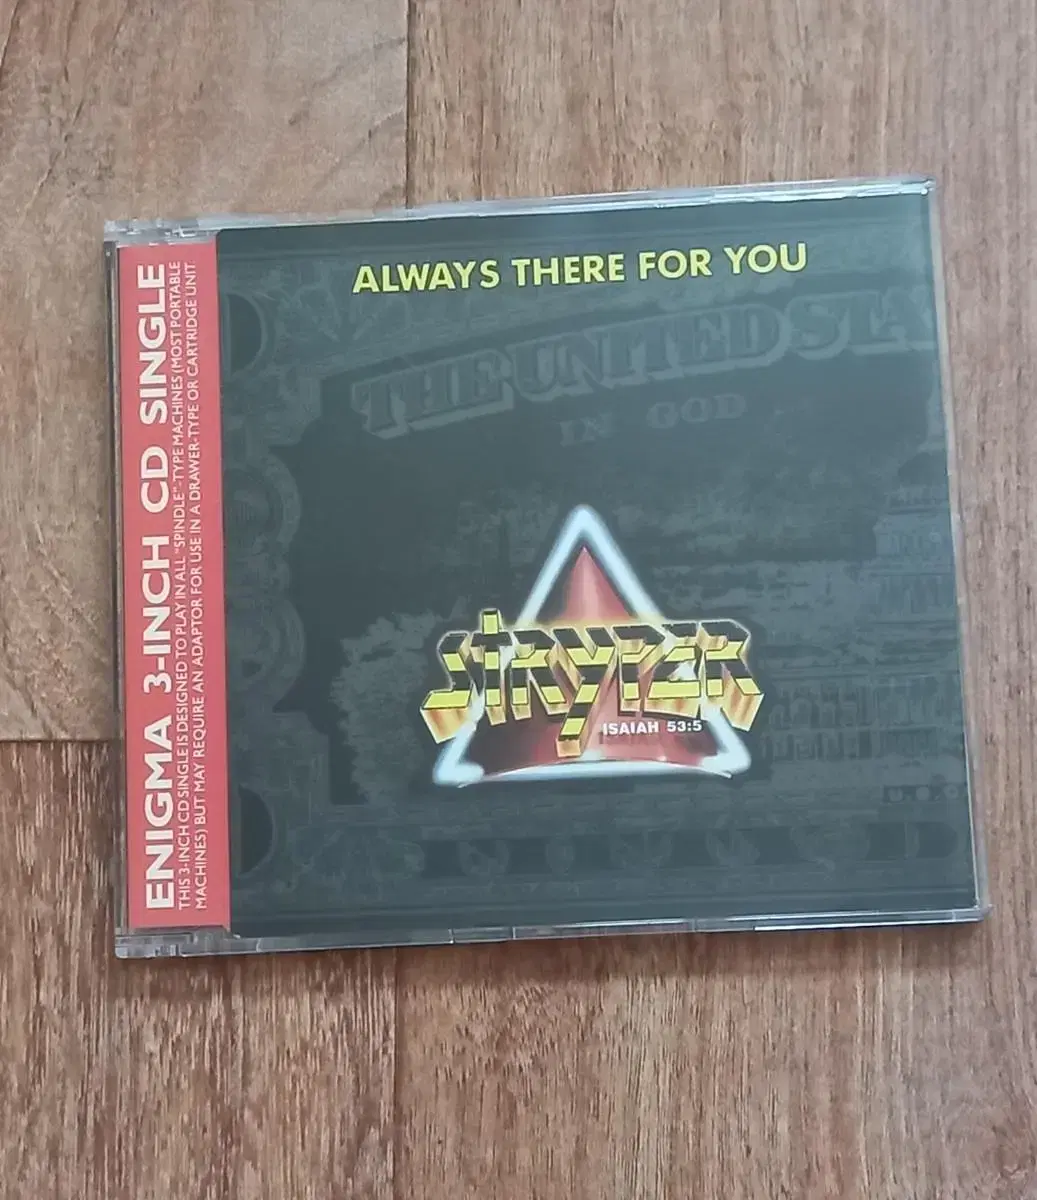 ENIGMA 3-INCH CD SINGLE
THIS 3-INCH CD SINGLE IS DESIGNED TO PLAY IN ALL "SPINDLE"-TYPE MACHINES (MOST PORTABLE
MACHINES) BUT MAY REQUIRE AN ADAPTOR FOR USE IN A DRAWER-TYPE OR CARTRIDGE UNIT.
ALWAYS THERE FOR YOU
THE UNITED STA
IN GOD
STRYPER
ISAIAH 53:5